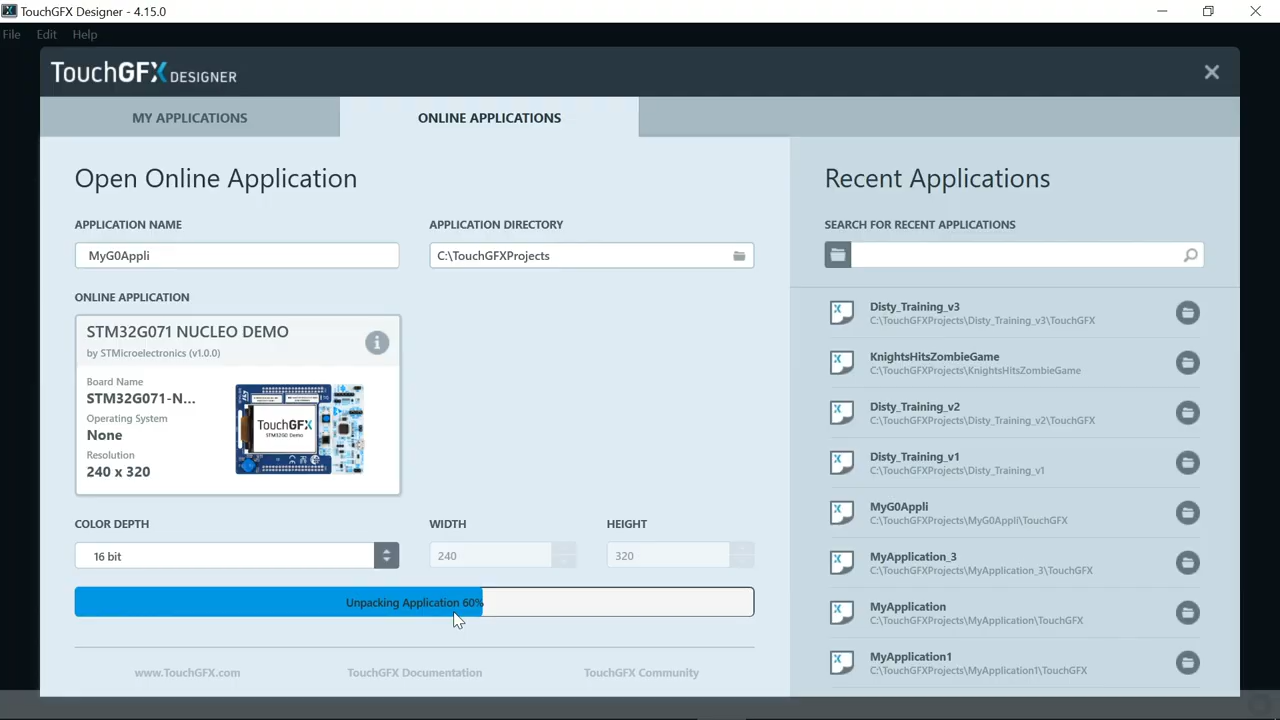 TouchGFX Designer - 4.15.0
File Edit Help
TouchGFX DESIGNER
MY APPLICATIONS
ONLINE APPLICATIONS
Open Online Application
APPLICATION NAME
APPLICATION DIRECTORY
MyG0Appli
C:\TouchGFXProjects
ONLINE APPLICATION
STM32G071 NUCLEO DEMO
by STMicroelectronics (v1.0.0)
Board Name
STM32G071-N...
Operating System
None
Resolution
240 x 320
TouchGFX
STM32G0 Demo
COLOR DEPTH
WIDTH
HEIGHT
16 bit
240
320
Unpacking Application 60%
www.TouchGFX.com
TouchGFX Documentation
TouchGFX Community
Recent Applications
SEARCH FOR RECENT APPLICATIONS
Disty_Training_v3
C:\TouchGFXProjects\Disty_Training_v3\TouchGFX
KnightsHitsZombieGame
C:\TouchGFXProjects\KnightsHitsZombieGame
Disty_Training_v2
C:\TouchGFXProjects\Disty_Training_v2\TouchGFX
Disty_Training_v1
C:\TouchGFXProjects\Disty_Training_v1
MyG0Appli
C:\TouchGFXProjects\MyG0Appli\TouchGFX
MyApplication_3
C:\TouchGFXProjects\MyApplication_3\TouchGFX
MyApplication
C:\TouchGFXProjects\MyApplication\TouchGFX
MyApplication1
C:\TouchGFXProjects\MyApplication1\TouchGFX